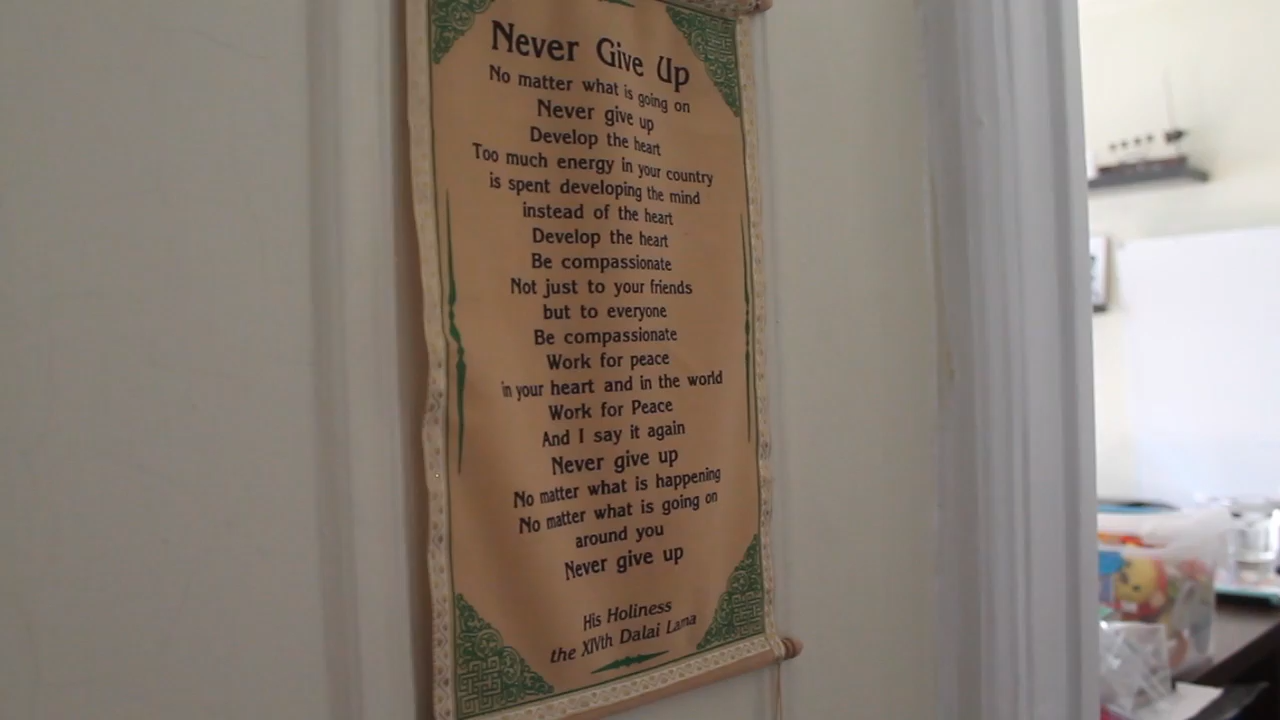 Never Give Up
No matter what is going on
Never give up
Develop the heart
Too much energy in your country
is spent developing the mind
instead of the heart
Develop the heart
Be compassionate
Not just to your friends
but to everyone
Be compassionate
Work for peace
in your heart and in the world
Work for Peace
And I say it again
Never give up
No matter what is happening
No matter what is going on
around you
Never give up
His Holiness
the XIVth Dalai Lama